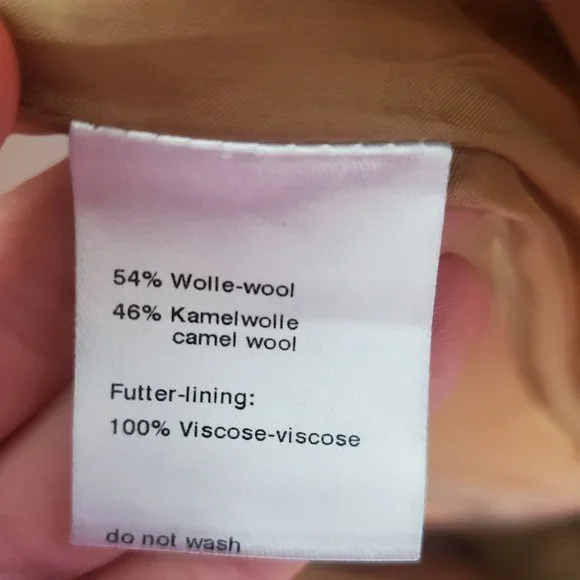 54% Wolle-wool
46% Kamelwolle
camel wool
Futter-lining:
100% Viscose-viscose
do not wash